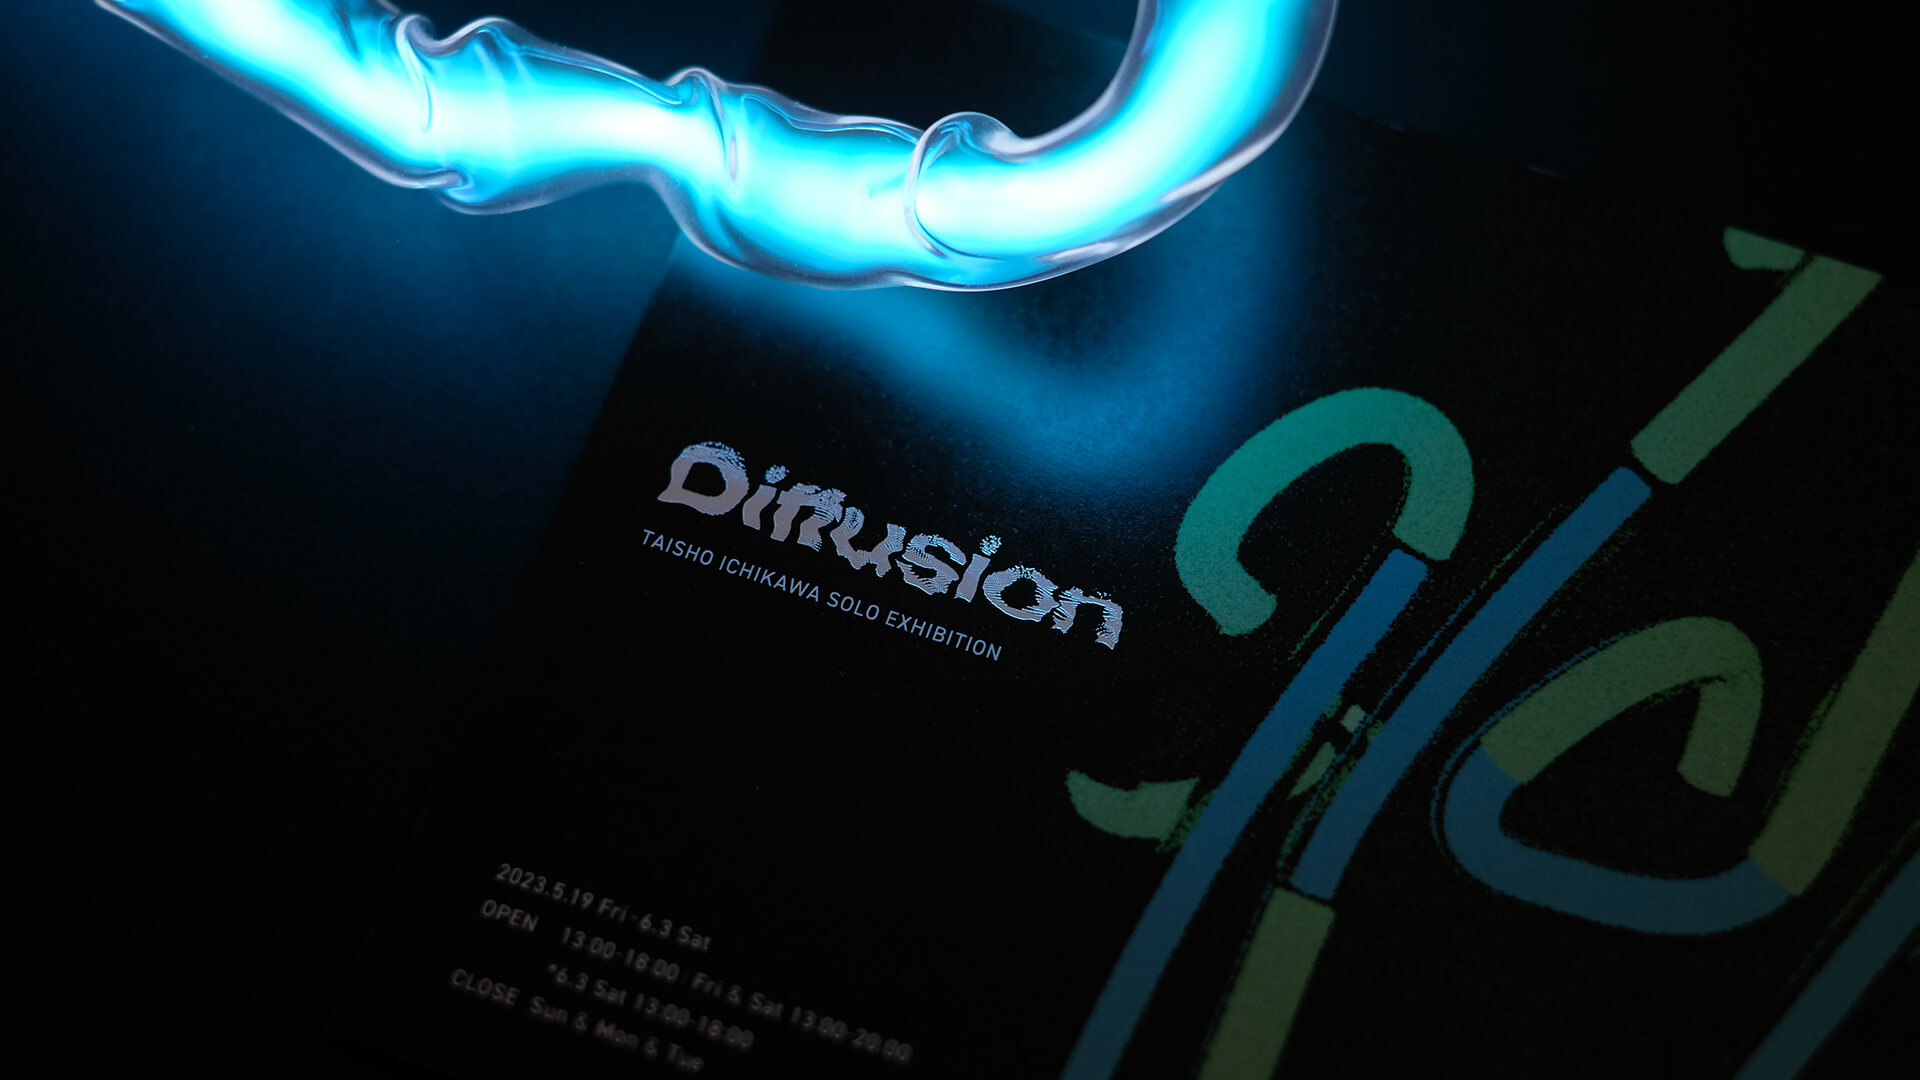 Diffusion
TAISHO ICHIKAWA SOLO EXHIBITION
2023.5.19 Fri - 6.3 Sat
OPEN 13:00-18:00 Fri & Sat 13:00-20:00
*6.3 Sat 13:00-18:00
CLOSE Sun & Mon & Tue